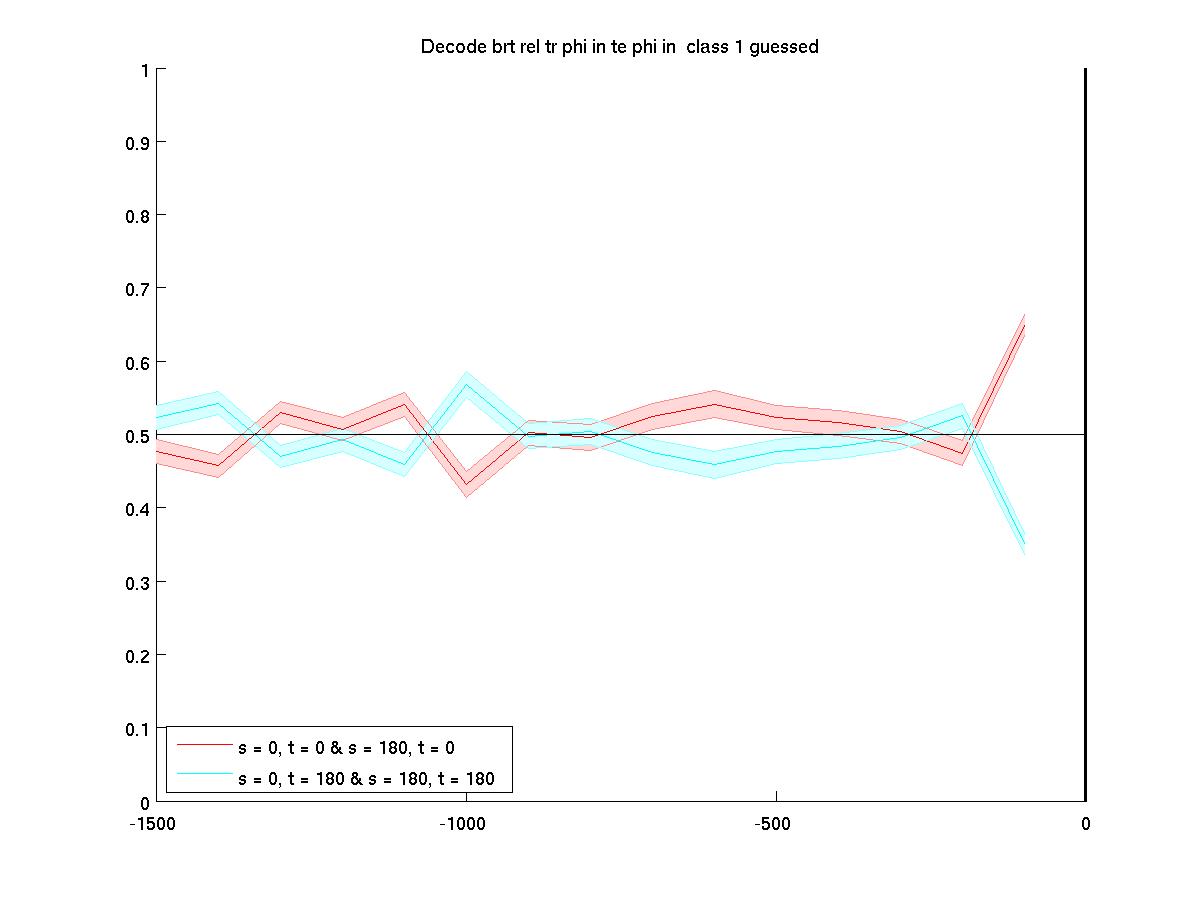 Decode brt rel tr phi in te phi in  class 1 guessed
1
0.9
0.8
0.7
0.6
0.5
0.4
0.3
0.2
0.1
0
s = 0, t = 0 & s = 180, t = 0
s = 0, t = 180 & s = 180, t = 180
-1500 -1000 -500 0